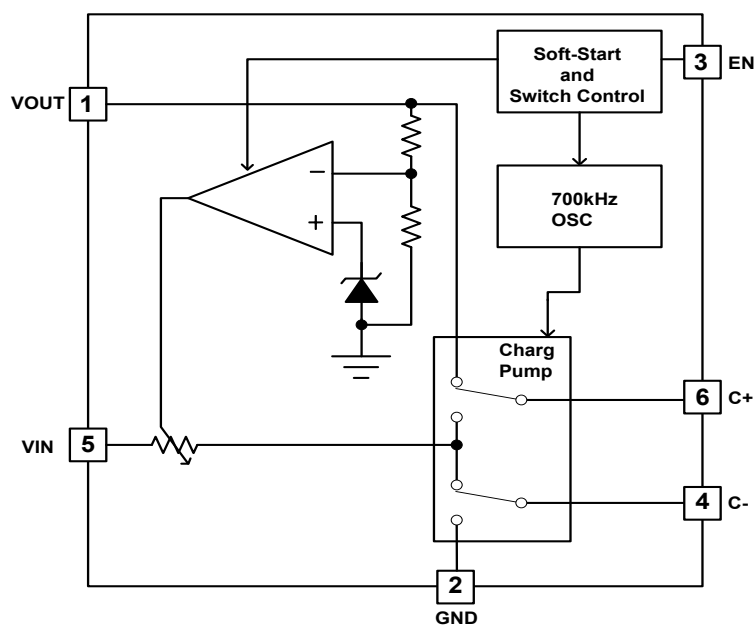 Soft-Start
and
Switch Control
3
EN
VOUT
1
700kHz
OSC
−
+
Charg
Pump
6
C+
VIN
5
4
C-
2
GND